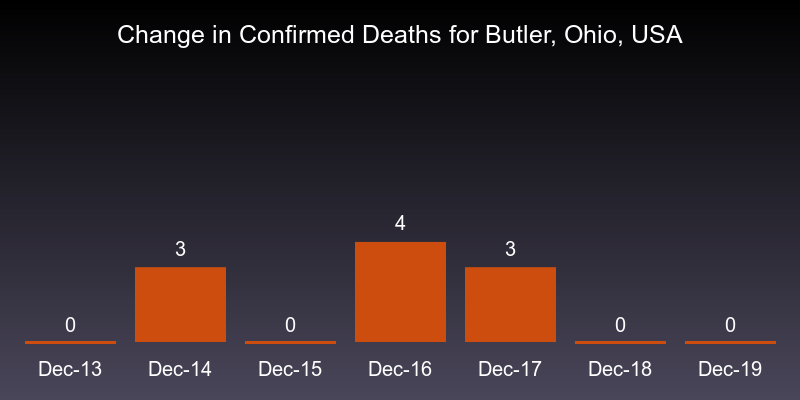 Change in Confirmed Deaths for Butler, Ohio, USA
4
3 3
0 0 0 0
Dec-13 Dec-14 Dec-15 Dec-16 Dec-17 Dec-18 Dec-19